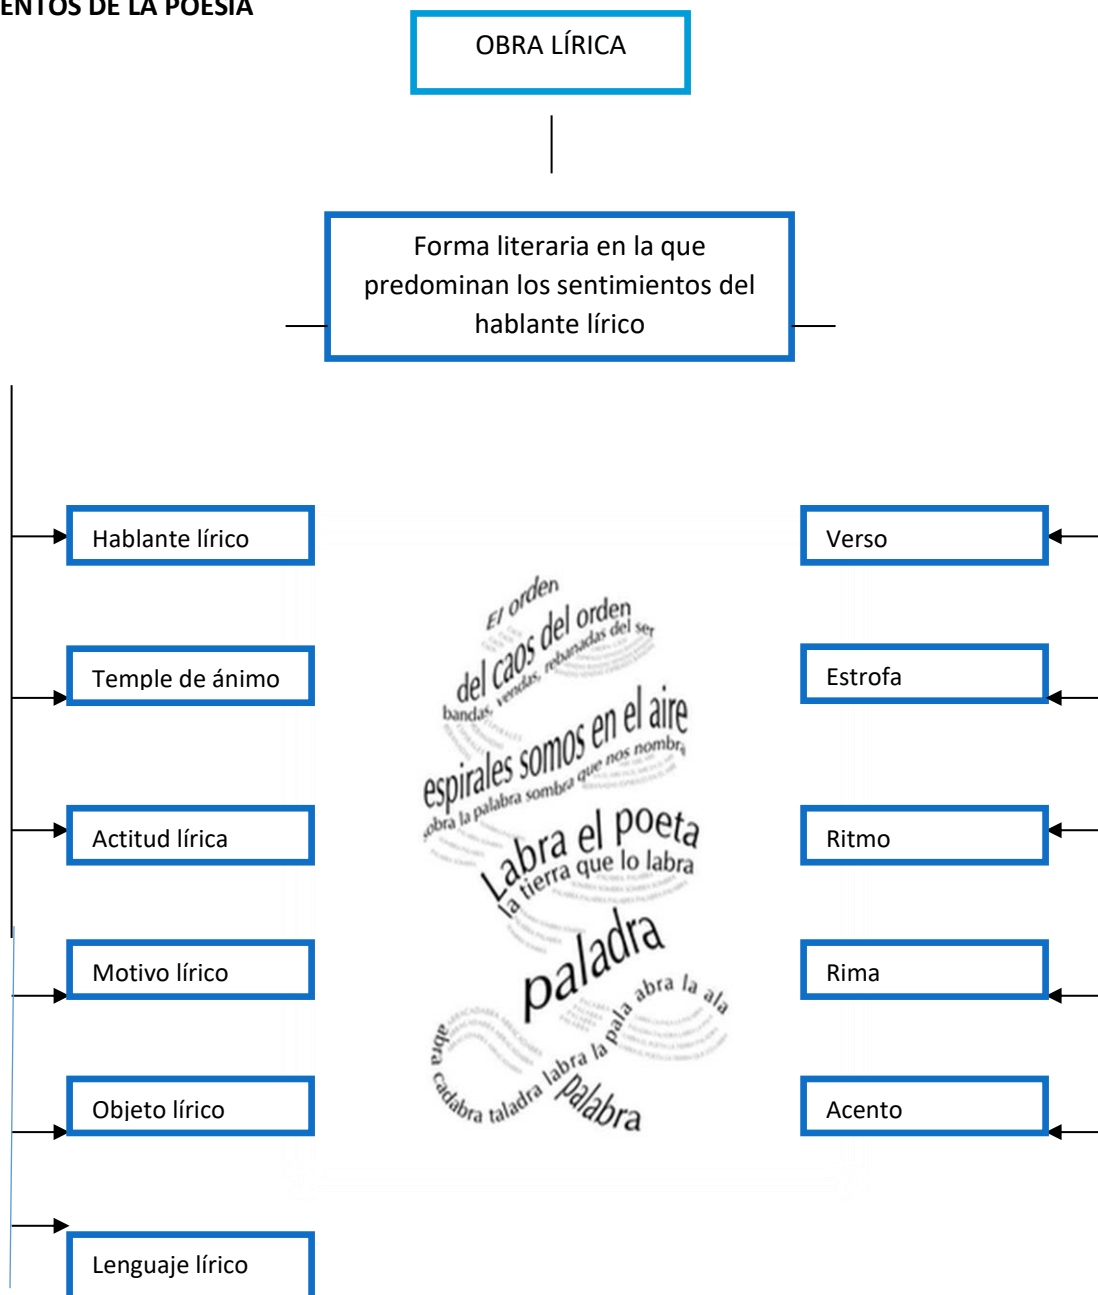 ENTOS DE LA POESÍA
OBRA LÍRICA
Forma literaria en la que
predominan los sentimientos del
hablante lírico
Hablante lírico
Temple de ánimo
Actitud lírica
Motivo lírico
Objeto lírico
Lenguaje lírico
El orden
del caos del orden
bandas, vendas, rebanadas del ser
espirales somos en el aire
sobra la palabra sombra que nos nombra
Labra el poeta
la tierra que lo labra
paladra
abra cadabra taladra labra la pala abra la ala
palabra
Verso
Estrofa
Ritmo
Rima
Acento